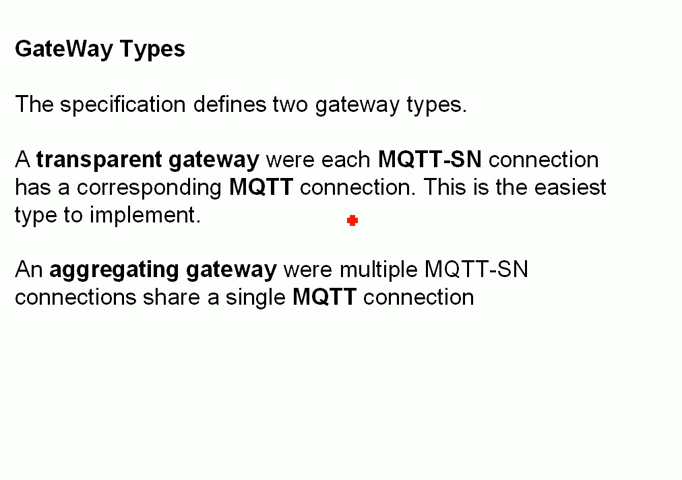 GateWay Types
The specification defines two gateway types.
A transparent gateway were each MQTT-SN connection
has a corresponding MQTT connection. This is the easiest
type to implement.
An aggregating gateway were multiple MQTT-SN
connections share a single MQTT connection